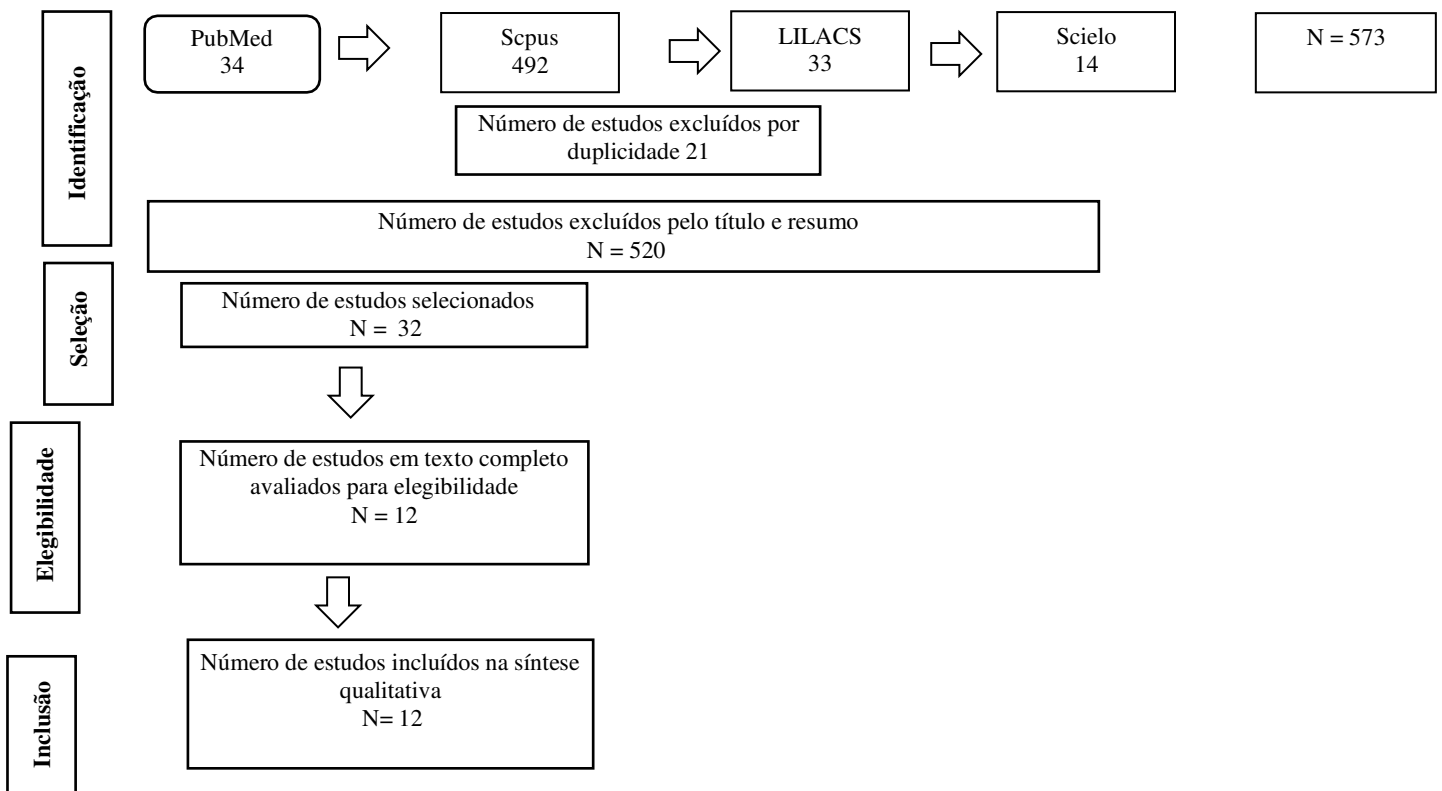 Identificação
PubMed
34
Scpus
492
LILACS
33
Scielo
14
N = 573
Número de estudos excluídos por
duplicidade 21
Número de estudos excluídos pelo título e resumo
N = 520
Seleção
Número de estudos selecionados
N = 32
Elegibilidade
Número de estudos em texto completo
avaliados para elegibilidade
N = 12
Inclusão
Número de estudos incluídos na síntese
qualitativa
N= 12